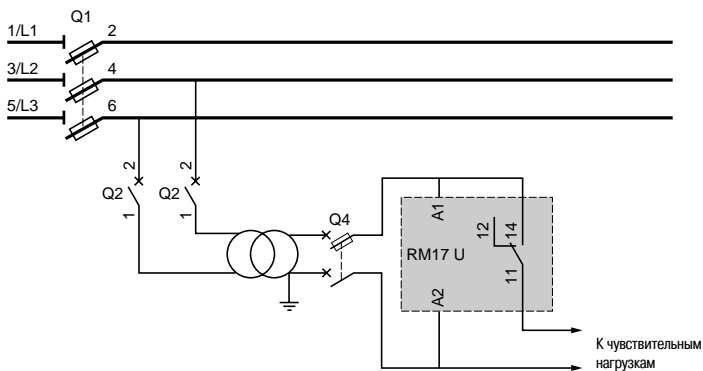 Q1
1/L1
2
3/L2
4
5/L3
6
2
2
Q2
Q2
1
1
Q4
A1
12
14
RM17 U
11
A2
К чувствительным
нагрузкам